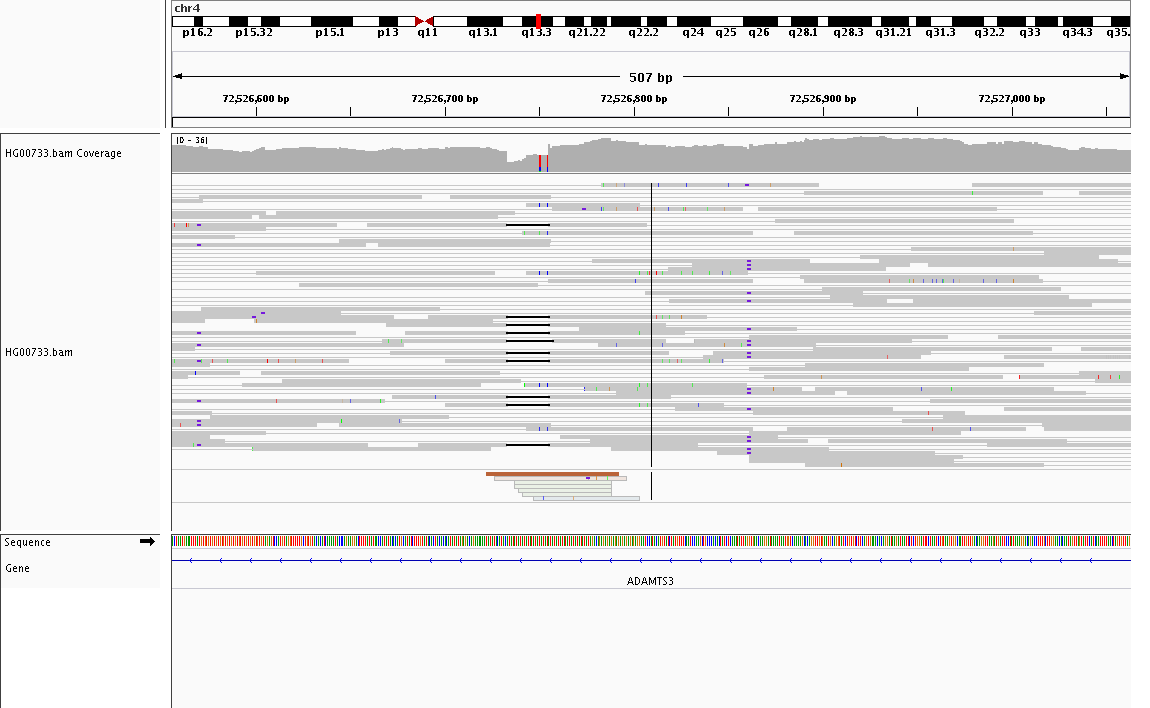 chr4
p16.2 p15.32 p15.1 p13 q11 q13.1 q13.3 q21.22 q22.2 q24 q25 q26 q28.1 q28.3 q31.21 q31.3 q32.2 q33 q34.3 q35.
507 bp
72,526,600 bp 72,526,700 bp 72,526,800 bp 72,526,900 bp 72,527,000 bp
HG00733.bam Coverage
[0 - 36]
HG00733.bam
Sequence
Gene
ADAMTS3